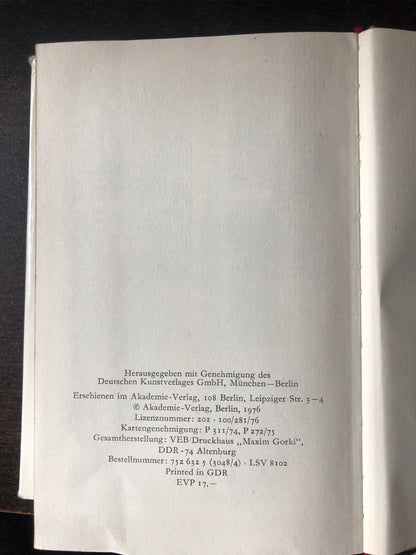 Herausgegeben mit Genehmigung des
Deutschen Kunstverlages GmbH, München—Berlin
Erschienen im Akademie-Verlag, 108 Berlin, Leipziger Str. 3—4
© Akademie-Verlag, Berlin, 1976
Lizenznummer: 202 · 100/281/76
Kartengenehmigung: P 311/74, P 272/75
Gesamtherstellung: VEB Druckhaus „Maxim Gorki",
DDR - 74 Altenburg
Bestellnummer: 752 632 5 (3048/4) · LSV 8102
Printed in GDR
EVP 17,—